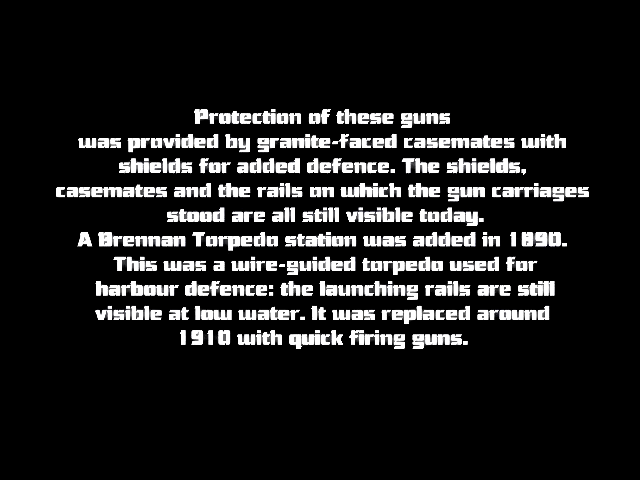 Protection of these guns
was provided by granite-faced casemates with
shields for added defence. The shields,
casemates and the rails on which the gun carriages
stood are all still visible today.
A Brennan Torpedo station was added in 1890.
This was a wire-guided torpedo used for
harbour defence: the launching rails are still
visible at low water. It was replaced around
1910 with quick firing guns.